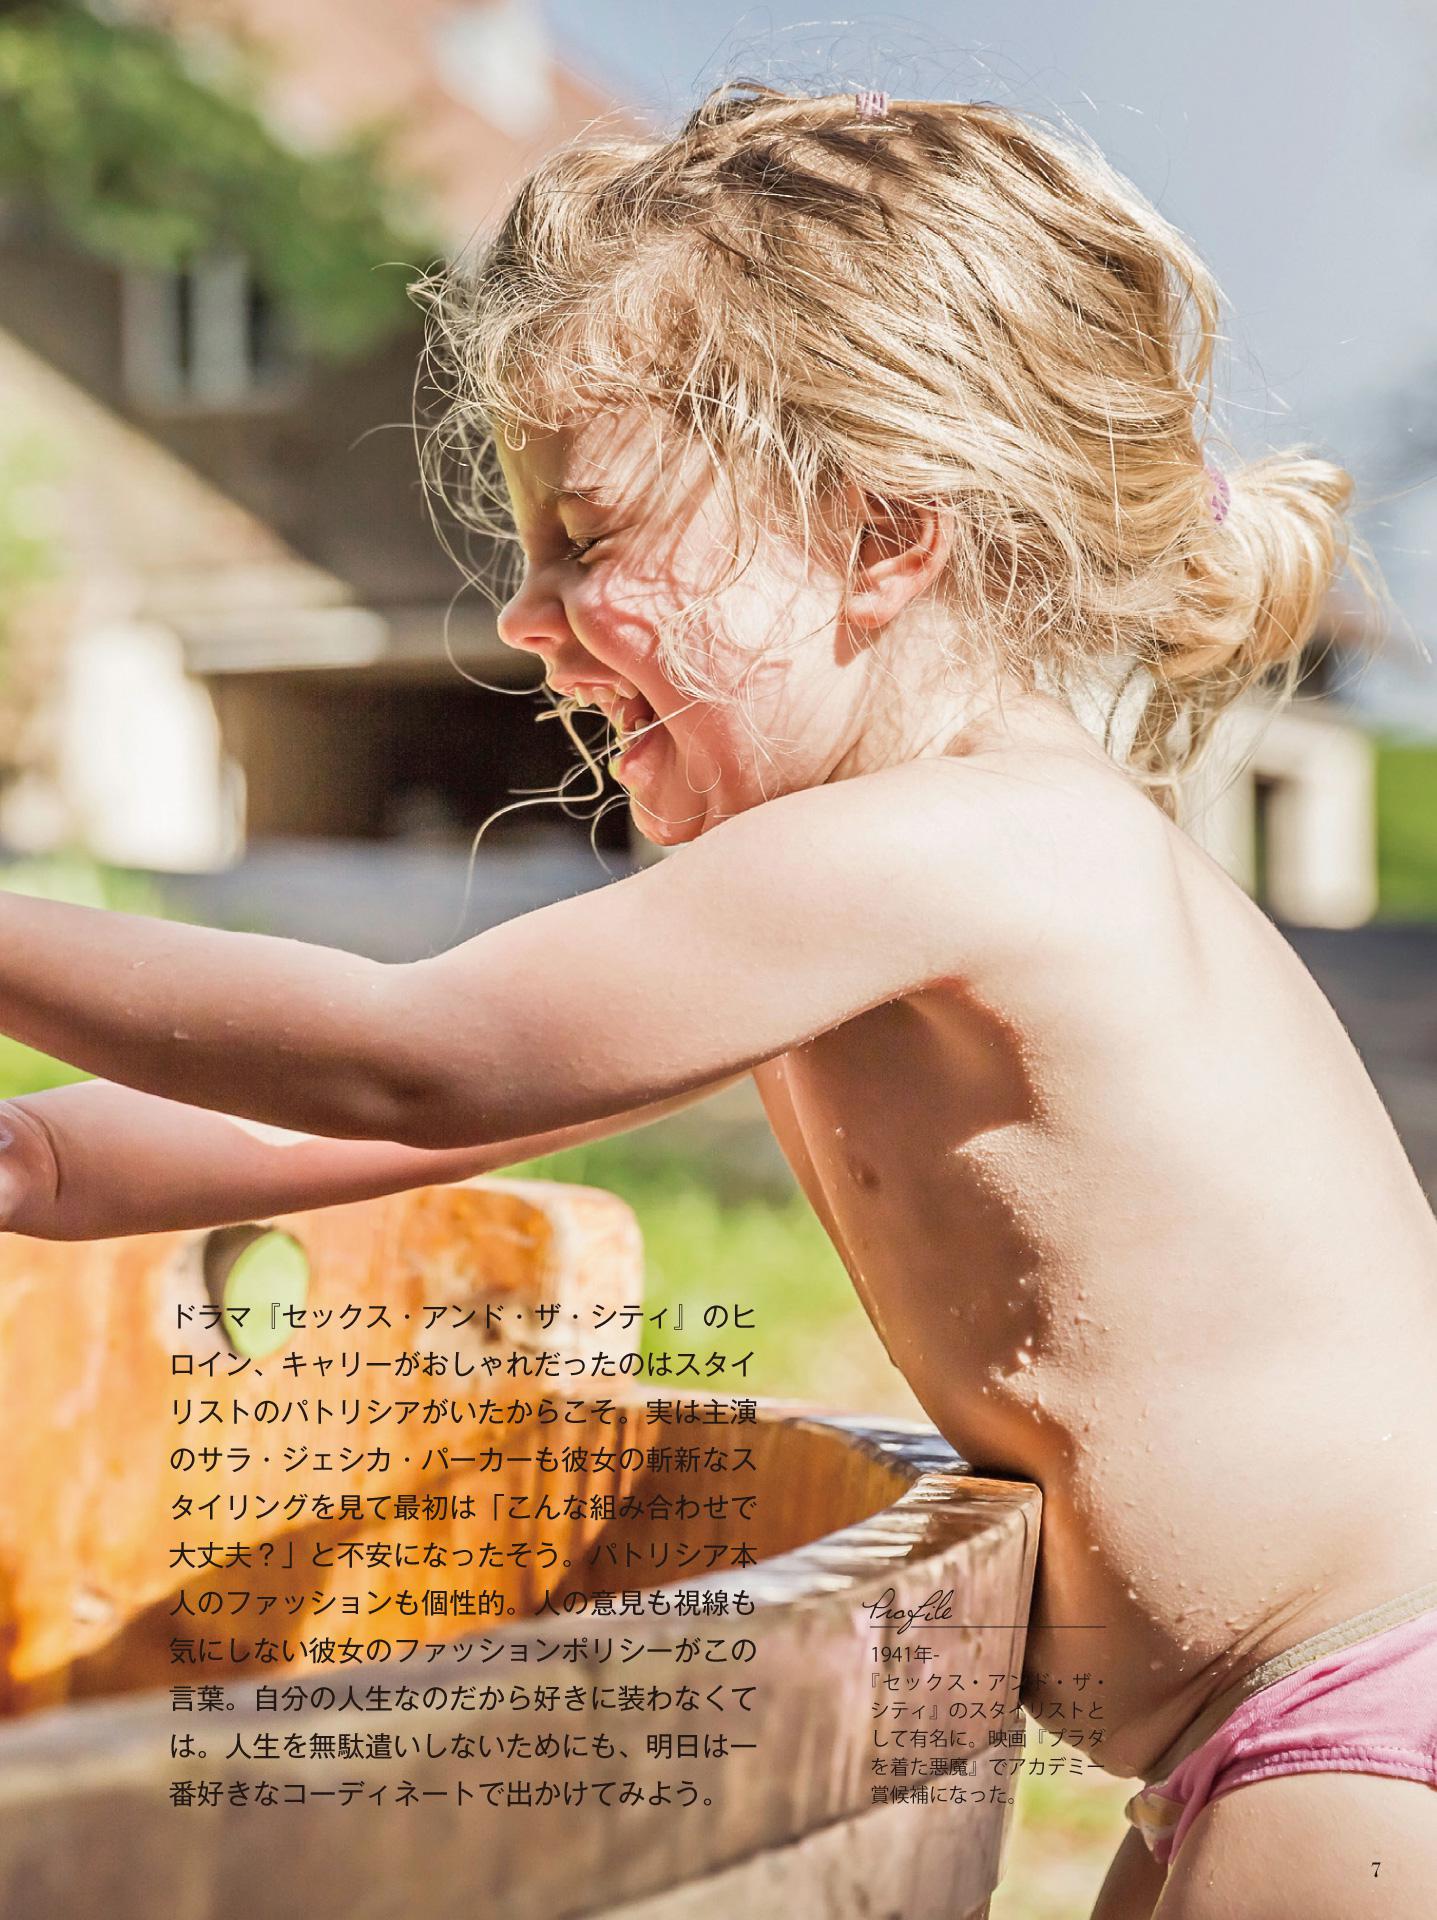 ドラマ『セックス・アンド・ザ・シティ』のヒ
ロイン、キャリーがおしゃれだったのはスタイ
リストのパトリシアがいたからこそ。実は主演
のサラ・ジェシカ・パーカーも彼女の斬新なス
タイリングを見て最初は「こんな組み合わせで
大丈夫？」と不安になったそう。パトリシア本
人のファッションも個性的。人の意見も視線も
気にしない彼女のファッションポリシーがこの
言葉。自分の人生なのだから好きに装わなくて
は。人生を無駄遣いしないためにも、明日は一
番好きなコーディネートで出かけてみよう。
Profile
1941年-
『セックス・アンド・ザ・
シティ』のスタイリストと
して有名に。映画『プラダ
を着た悪魔』でアカデミー
賞候補になった。
7